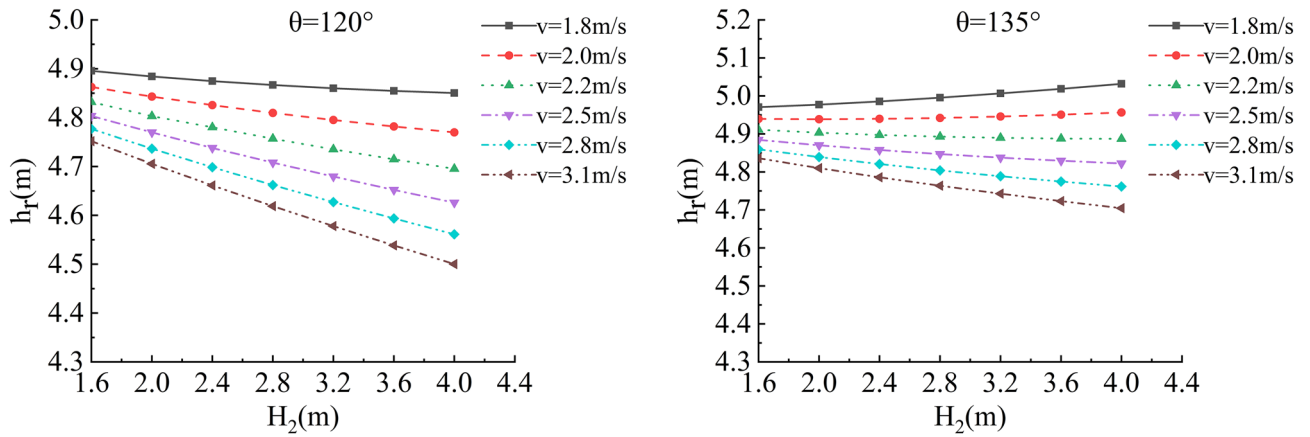 θ=120°
v=1.8m/s
v=2.0m/s
v=2.2m/s
v=2.5m/s
v=2.8m/s
v=3.1m/s
5.0
4.9
4.8
4.7
4.6
4.5
4.4
4.3
hr(m)
1.6 2.0 2.4 2.8 3.2 3.6 4.0 4.4
H2(m)
θ=135°
v=1.8m/s
v=2.0m/s
v=2.2m/s
v=2.5m/s
v=2.8m/s
v=3.1m/s
5.2
5.1
5.0
4.9
4.8
4.7
4.6
4.5
4.4
4.3
hr(m)
1.6 2.0 2.4 2.8 3.2 3.6 4.0 4.4
H2(m)